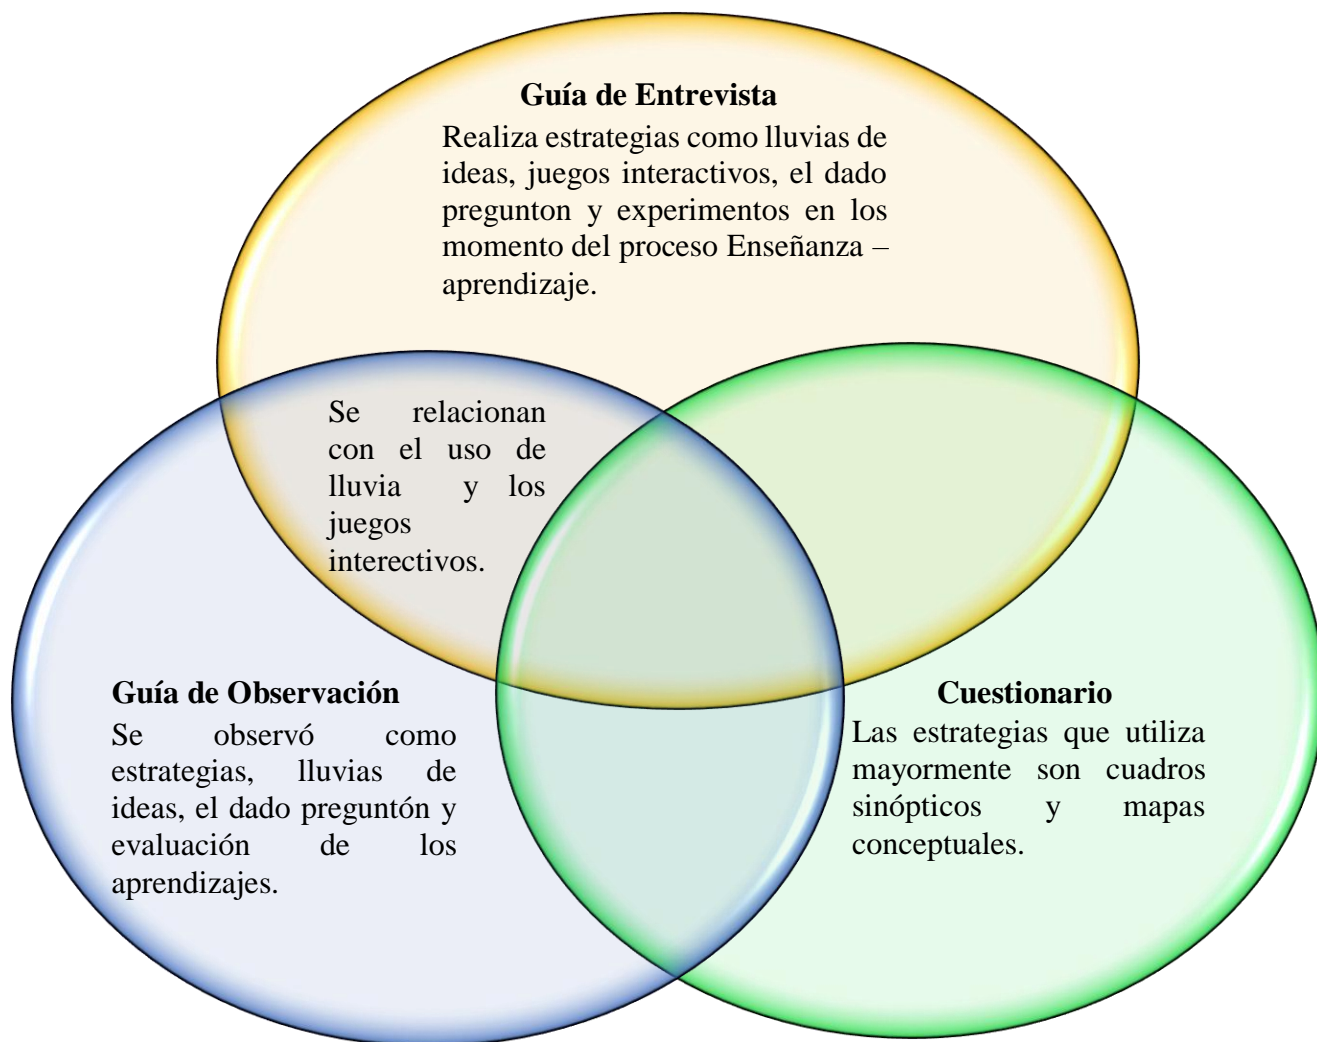 Guía de Entrevista
Realiza estrategias como lluvias de
ideas, juegos interactivos, el dado
pregunton y experimentos en los
momento del proceso Enseñanza –
aprendizaje.
Se relacionan
con el uso de
lluvia y los
juegos
interectivos.
Guía de Observación
Se observó como
estrategias, lluvias de
ideas, el dado preguntón y
evaluación de los
aprendizajes.
Cuestionario
Las estrategias que utiliza
mayormente son cuadros
sinópticos y mapas
conceptuales.